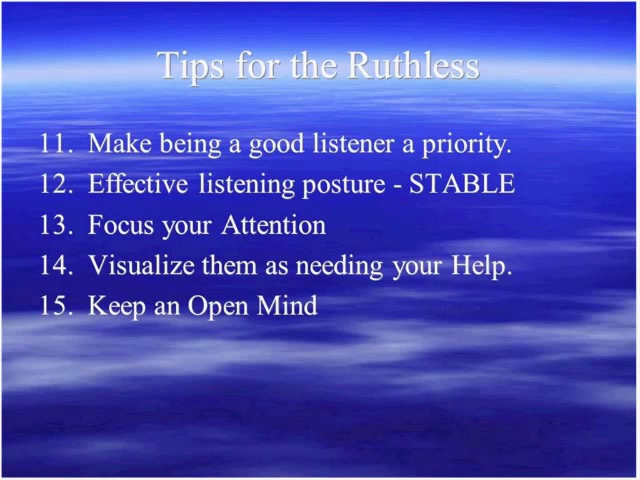 Tips for the Ruthless
11. Make being a good listener a priority.
12. Effective listening posture - STABLE
13. Focus your Attention
14. Visualize them as needing your Help.
15. Keep an Open Mind